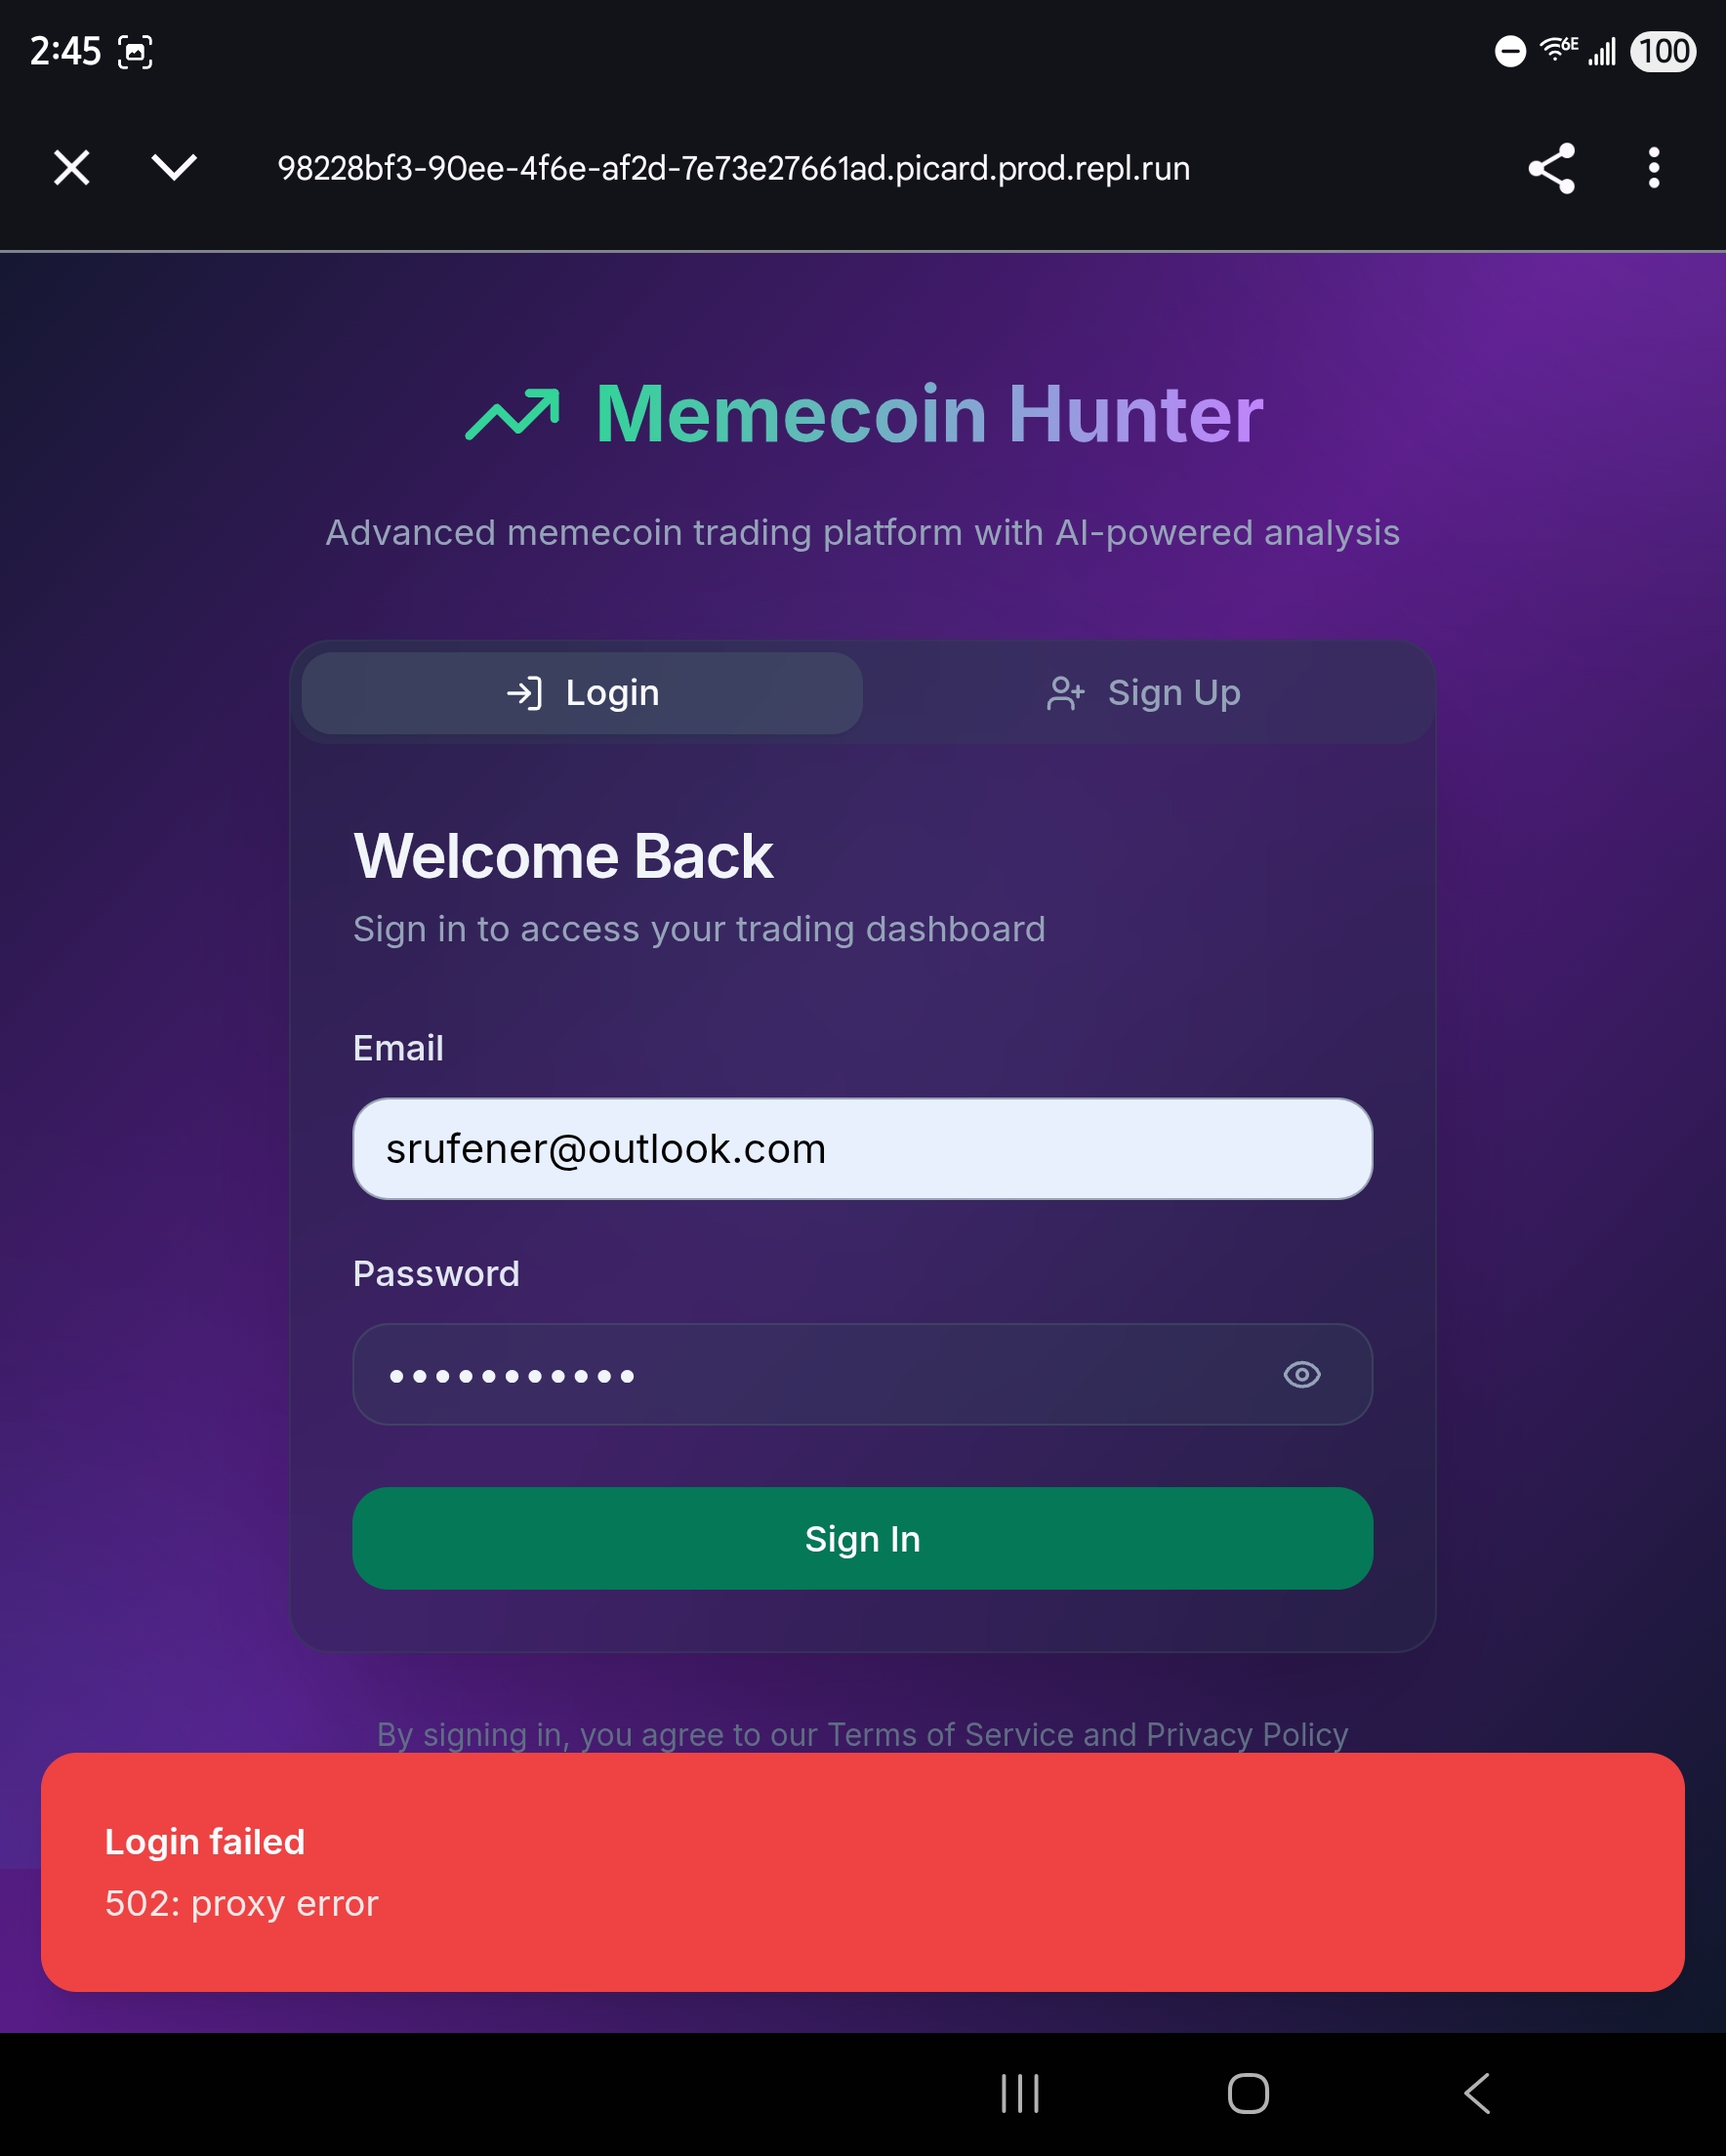 2:45
6E
100
98228bf3-90ee-4f6e-af2d-7e73e27661ad.picard.prod.repl.run
Memecoin Hunter
Advanced memecoin trading platform with AI-powered analysis
Login
Sign Up
Welcome Back
Sign in to access your trading dashboard
Email
srufener@outlook.com
Password
Sign In
By signing in, you agree to our Terms of Service and Privacy Policy
Login failed
502: proxy error